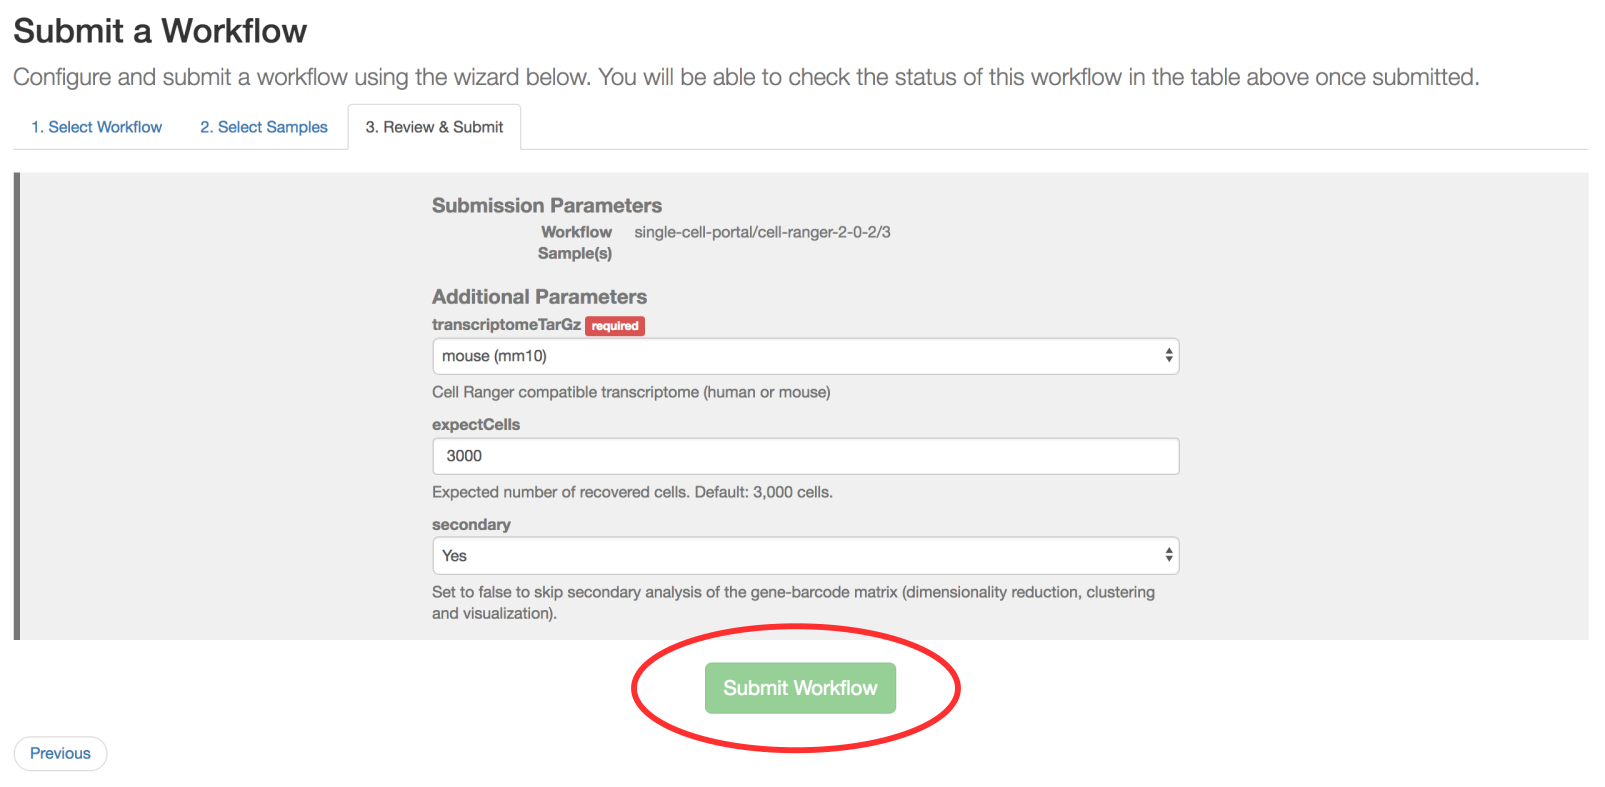 Submit a Workflow
Configure and submit a workflow using the wizard below. You will be able to check the status of this workflow in the table above once submitted.
1. Select Workflow 2. Select Samples 3. Review & Submit
Submission Parameters
Workflow single-cell-portal/cell-ranger-2-0-2/3
Sample(s)
Additional Parameters
transcriptomeTarGz required
mouse (mm10)
Cell Ranger compatible transcriptome (human or mouse)
expectCells
3000
Expected number of recovered cells. Default: 3,000 cells.
secondary
Yes
Set to false to skip secondary analysis of the gene-barcode matrix (dimensionality reduction, clustering
and visualization).
Submit Workflow
Previous